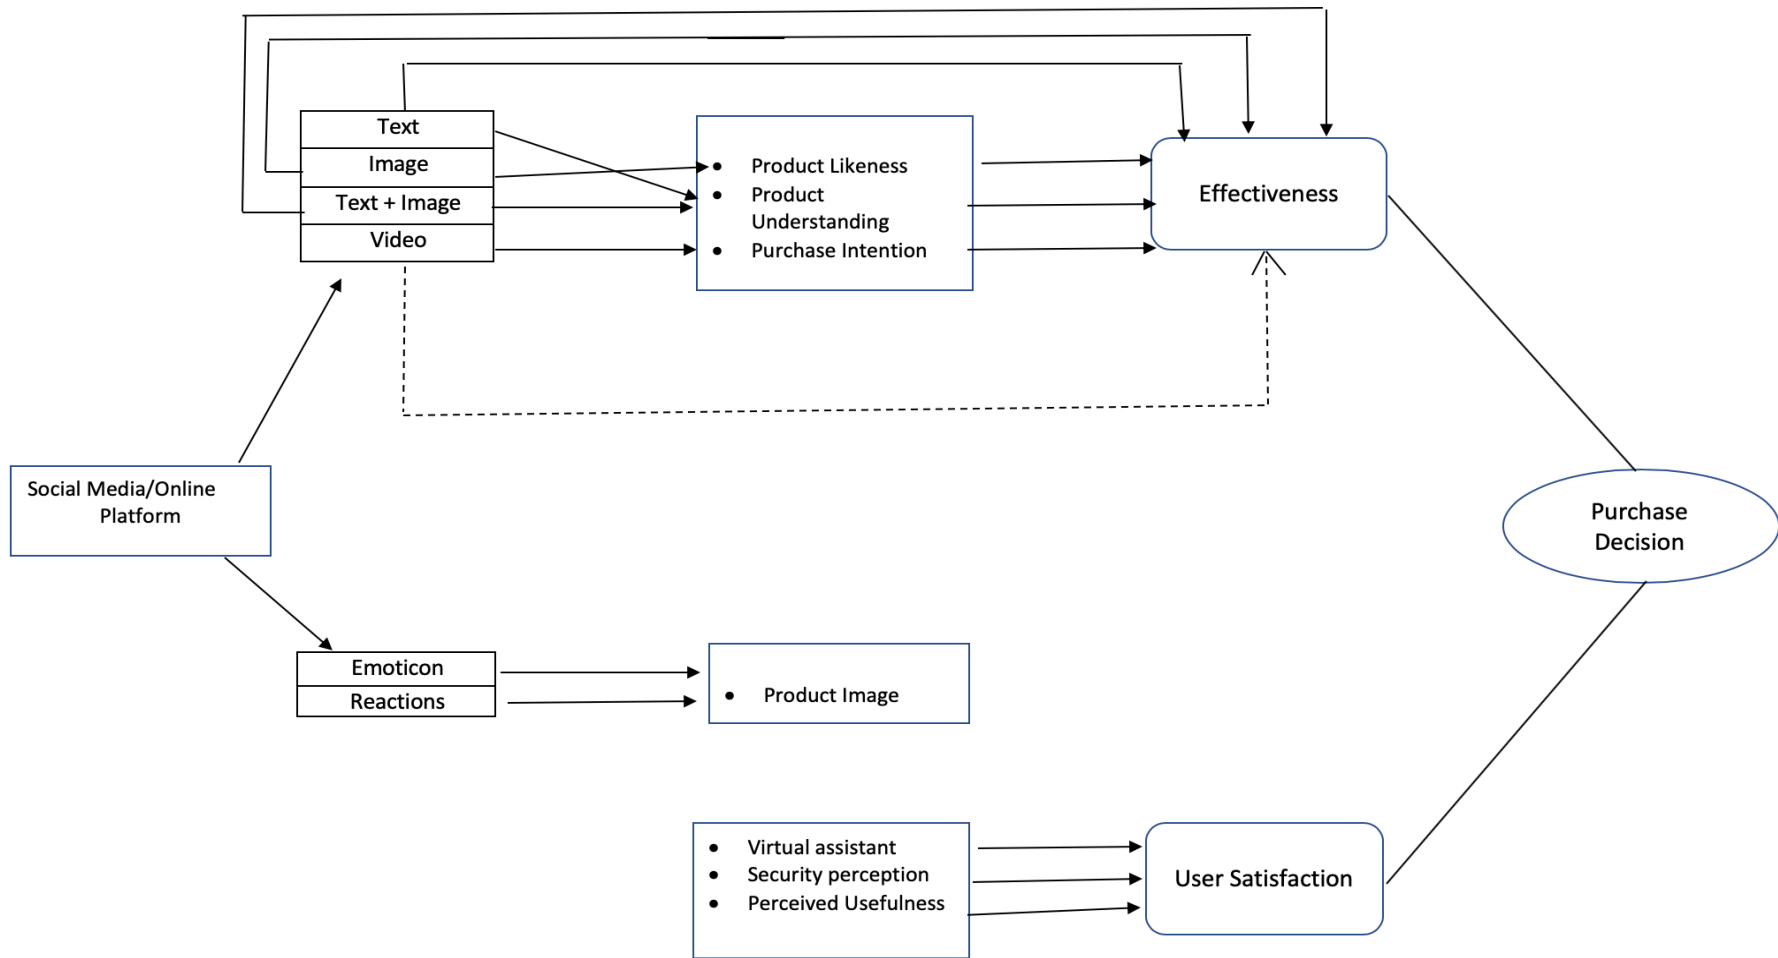 Text
Image
Text + Image
Video
Product Likeness
Product
Understanding
Purchase Intention
Effectiveness
Social Media/Online
Platform
Purchase
Decision
Emoticon
Reactions
Product Image
Virtual assistant
Security perception
Perceived Usefulness
User Satisfaction